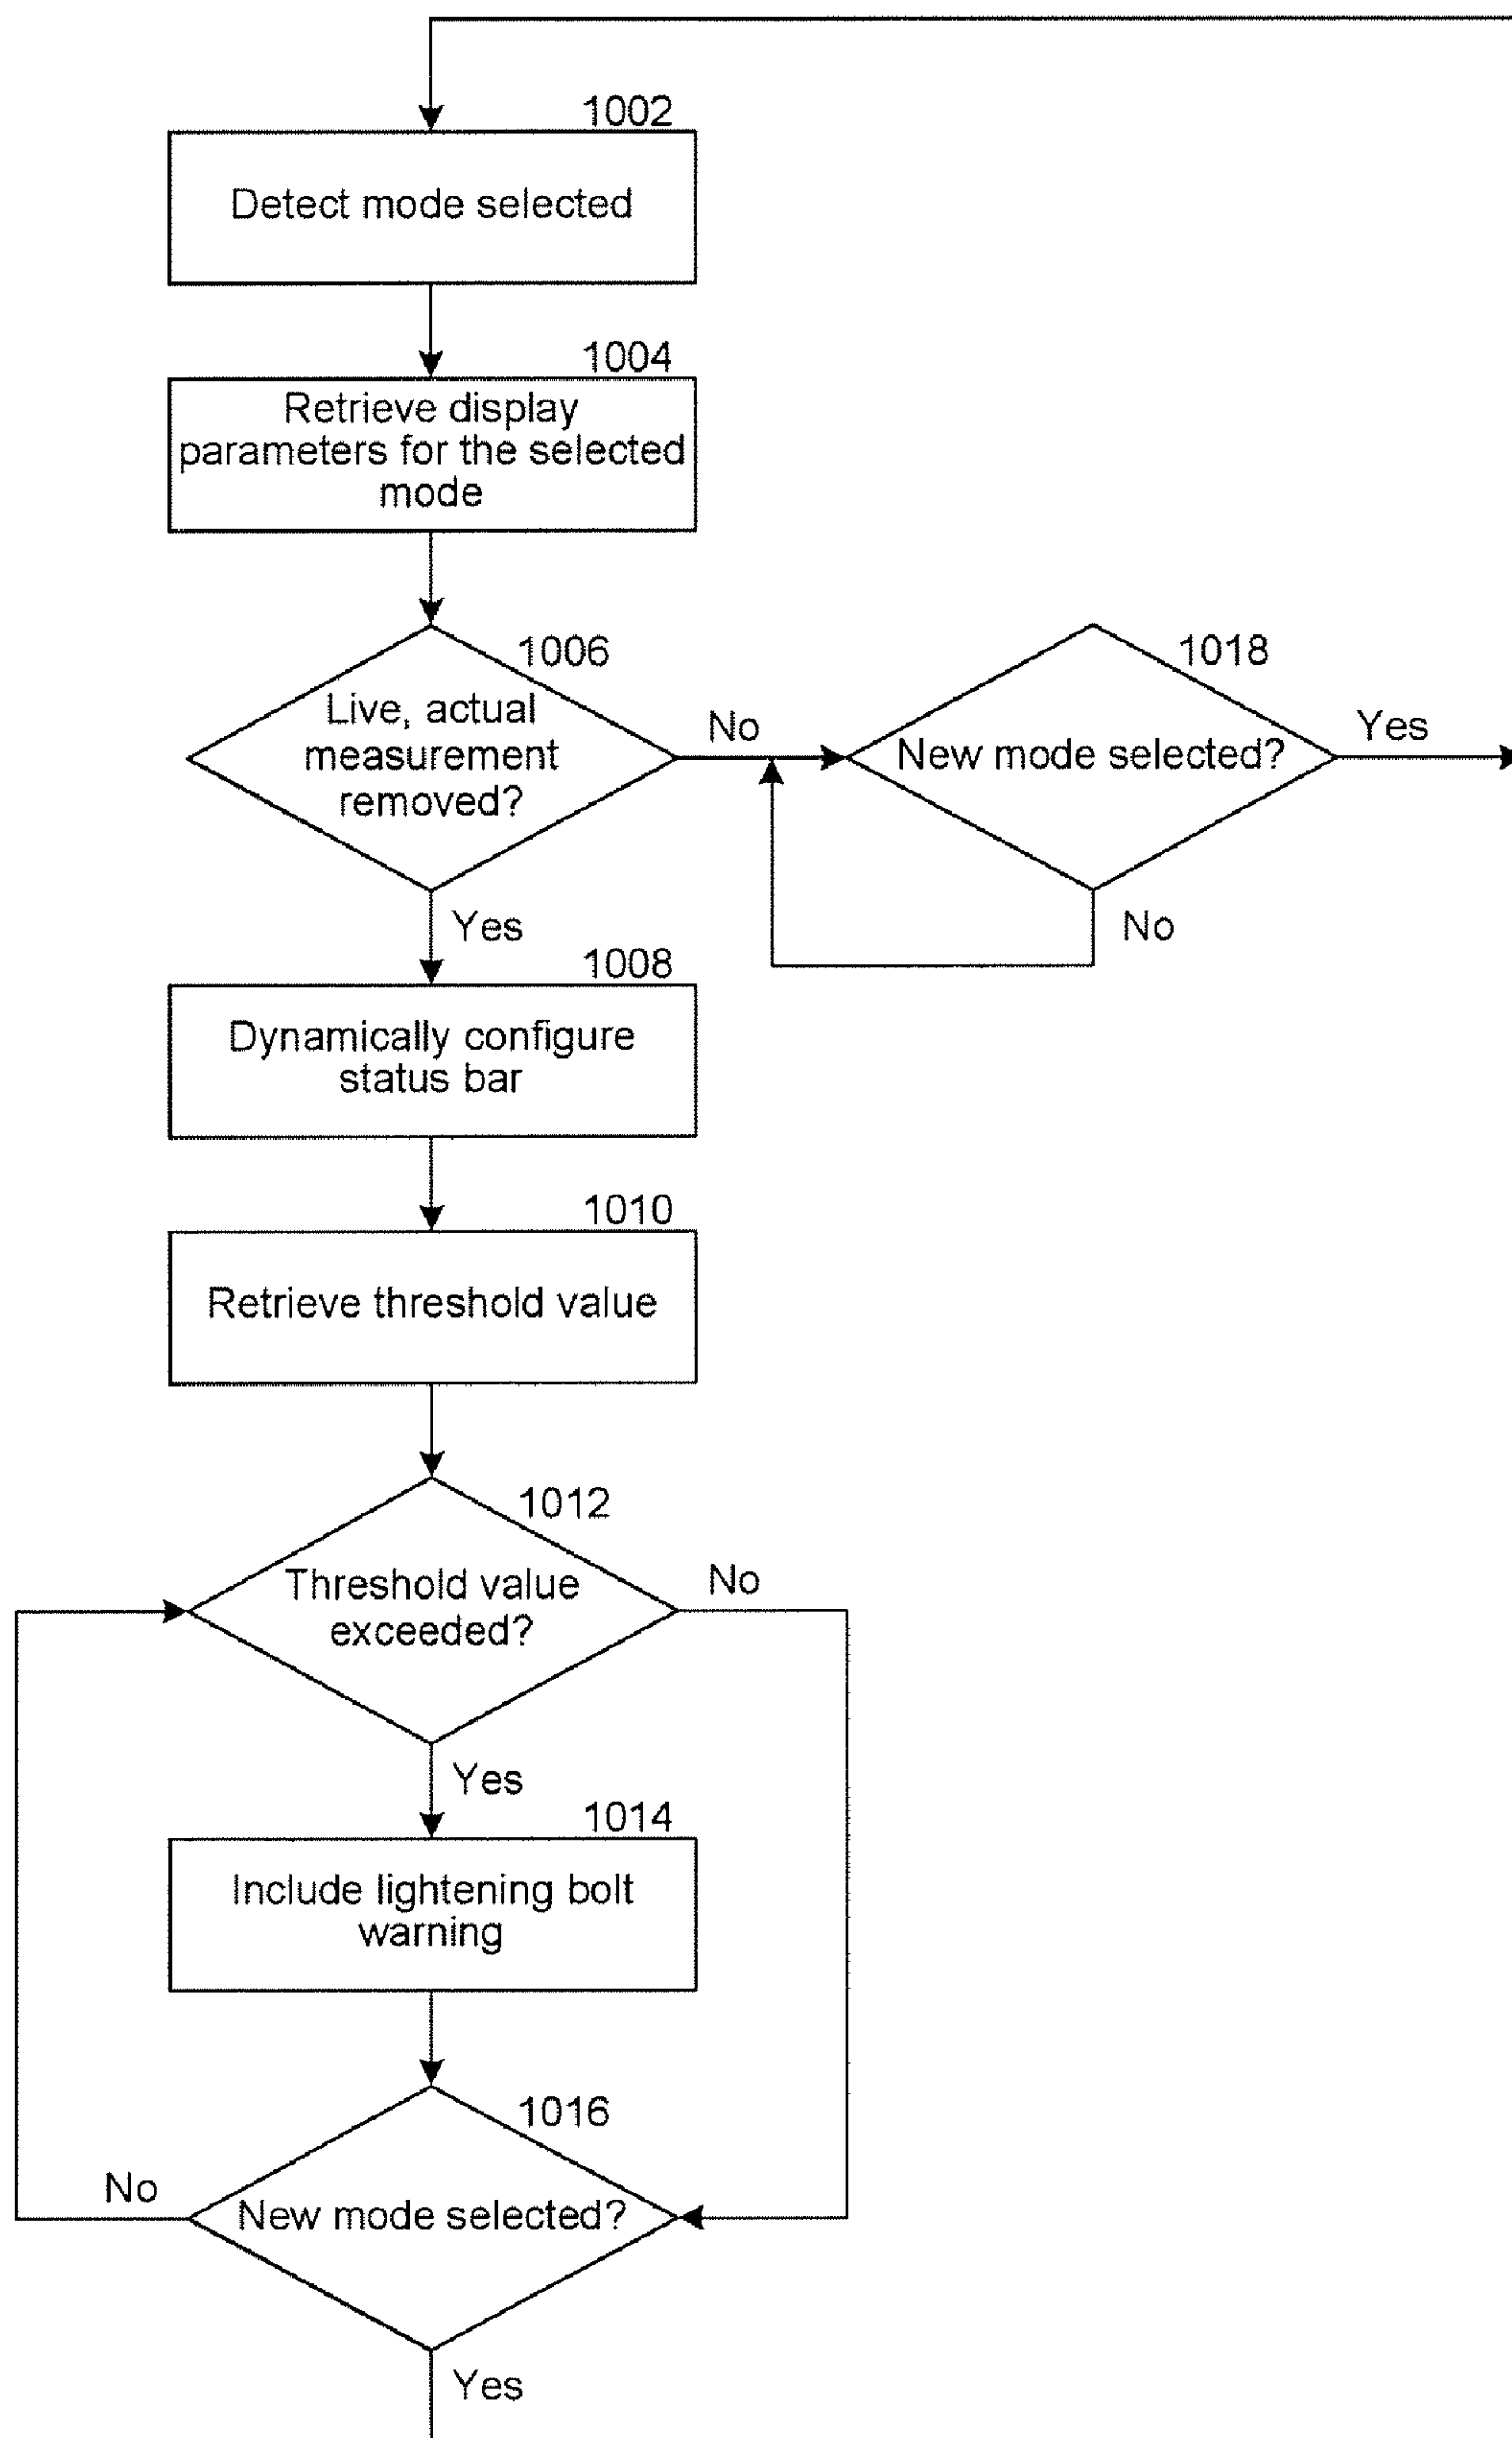 1002
Detect mode selected
1004
Retrieve display
parameters for the selected
mode
1006
Live, actual
measurement
removed?
No
Yes
1018
New mode selected?
Yes
No
1008
Dynamically configure
status bar
1010
Retrieve threshold value
1012
Threshold value
exceeded?
No
Yes
1014
Include lightening bolt
warning
1016
New mode selected?
No
Yes